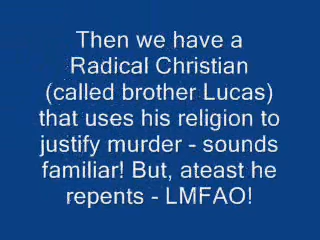 Then we have a
Radical Christian
(called brother Lucas)
that uses his religion to
justify murder - sounds
familiar! But, ateast he
repents - LMFAO!